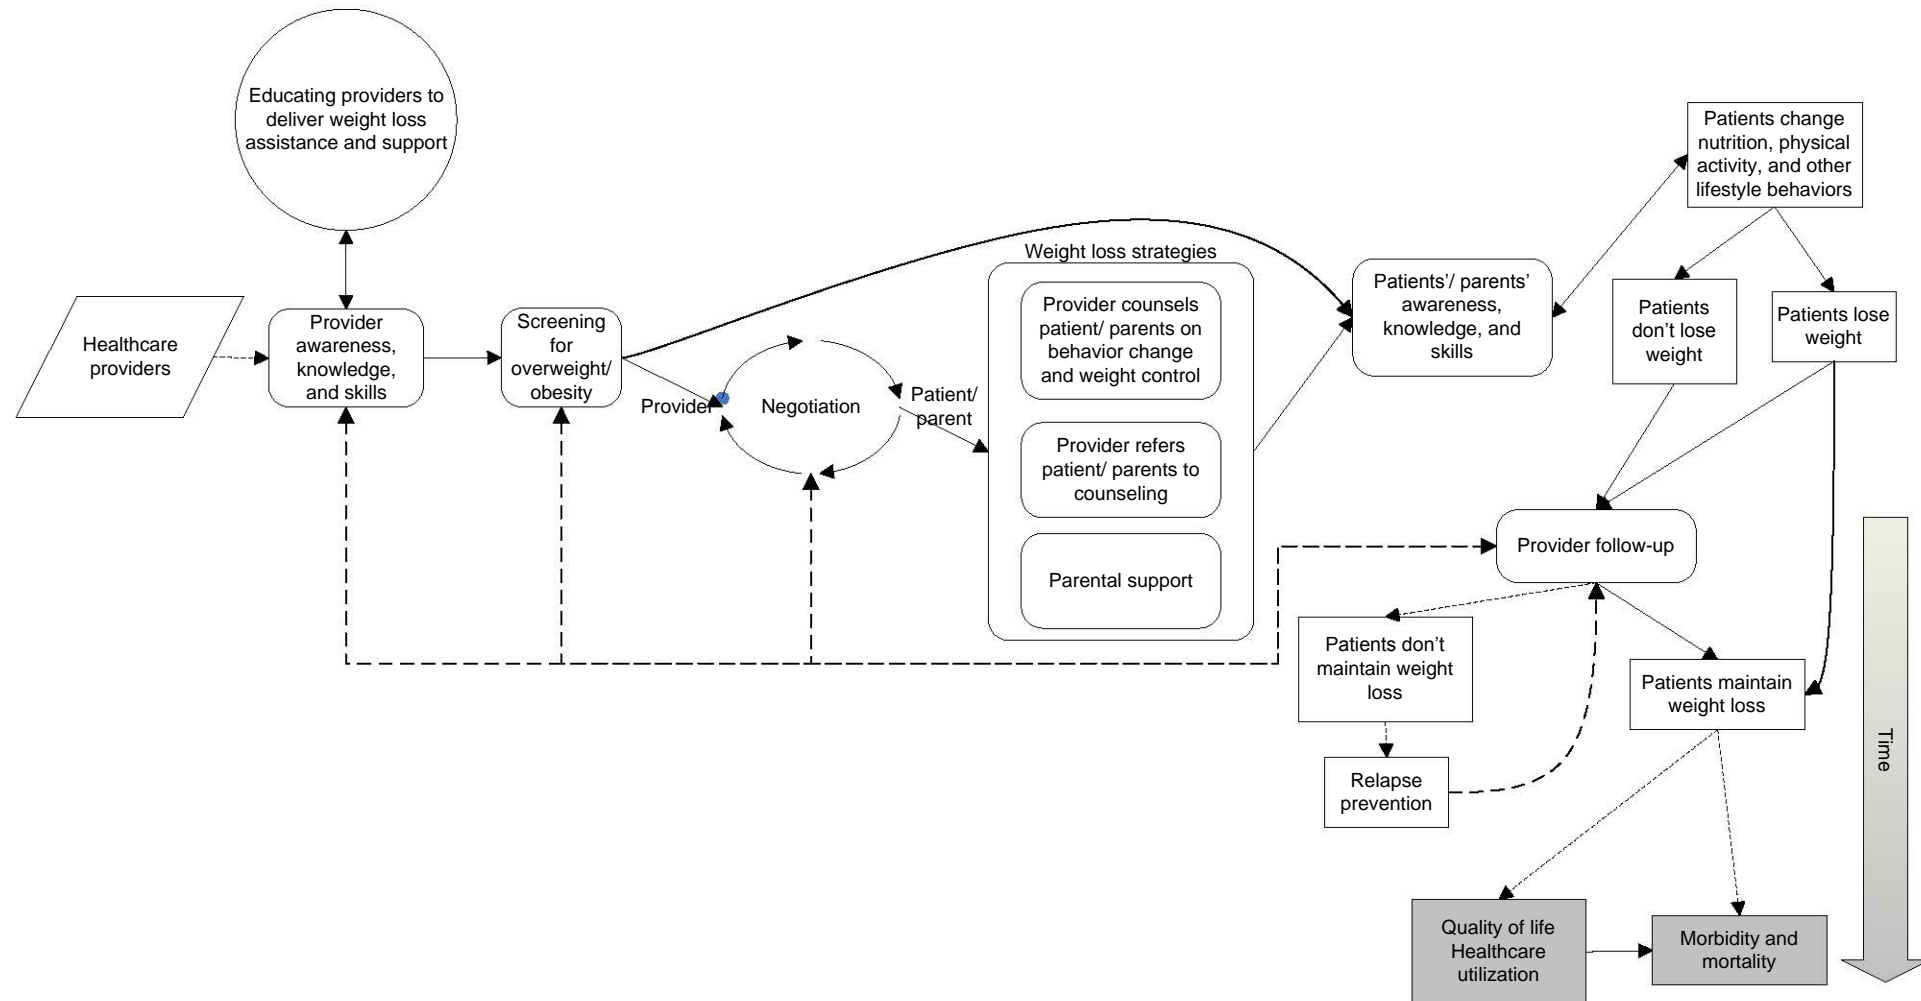 Educating providers to
deliver weight loss
assistance and support
Healthcare
providers
Provider
awareness,
knowledge,
and skills
Screening
for
overweight/
obesity
Provider
Negotiation
Patient/
parent
Weight loss strategies
Provider counsels
patient/ parents on
behavior change
and weight control
Provider refers
patient/ parents to
counseling
Parental support
Patients’/ parents’
awareness,
knowledge, and
skills
Patients change
nutrition, physical
activity, and other
lifestyle behaviors
Patients
don’t lose
weight
Patients lose
weight
Provider follow-up
Patients don’t
maintain weight
loss
Patients maintain
weight loss
Relapse
prevention
Quality of life
Healthcare
utilization
Morbidity and
mortality
Time